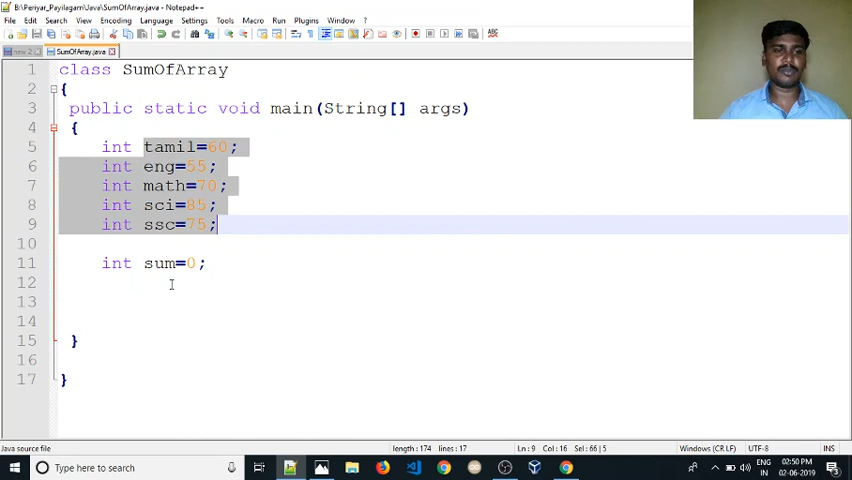 B:\Periyar_Payilagam\Java\SumOfArray.java - Notepad++
File Edit Search View Encoding Language Settings Tools Macro Run Plugins Window ?
new 2 SumOfArray.java
1 class SumOfArray
2 {
3 public static void main(String[] args)
4 {
5 int tamil=60;
6 int eng=55;
7 int math=70;
8 int sci=85;
9 int ssc=75;
10
11 int sum=0;
12
13
14
15 }
16
17 }
Java source file length : 174 lines : 17 Ln : 9 Col : 16 Sel : 66 | 5 Windows (CR LF) UTF-8 INS
Type here to search ENG 02:50 PM
IN 02-06-2019